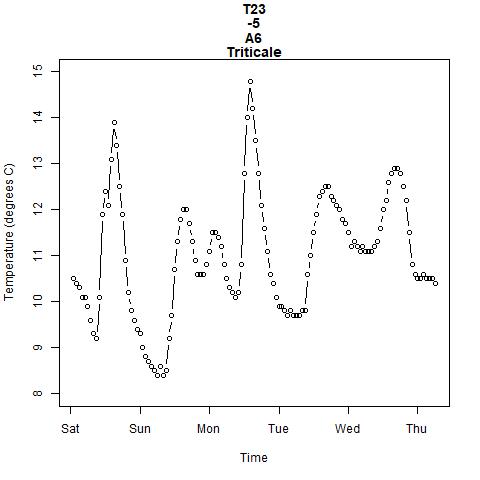 T23
-5
A6
Triticale
Temperature (degrees C)
15
14
13
12
11
10
9
8
Sat Sun Mon Tue Wed Thu
Time